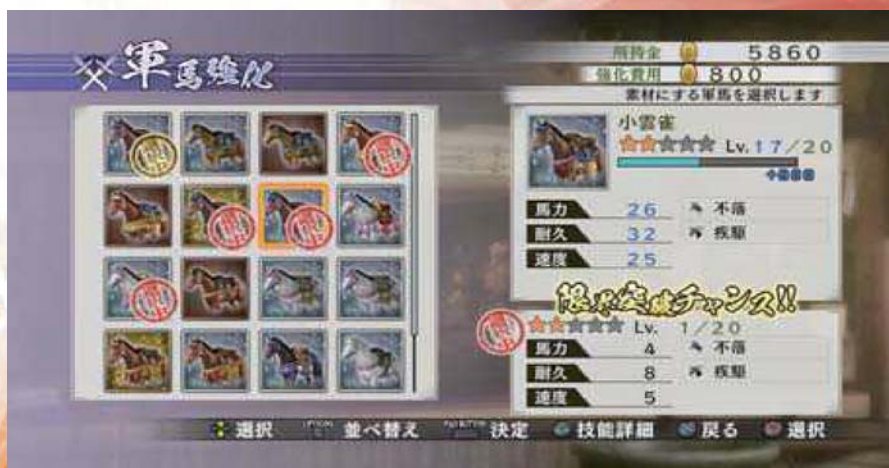 軍馬強化
所持金 5860
強化費用 800
素材にする軍馬を選択します
小雲雀
Lv. 17/20
馬力 26 不落
耐久 32 疾駆
速度 25
限界突破チャンス!!
Lv. 1/20
馬力 4 不落
耐久 8 疾駆
速度 5
選択 並べ替え 決定 技能詳細 戻る 選択